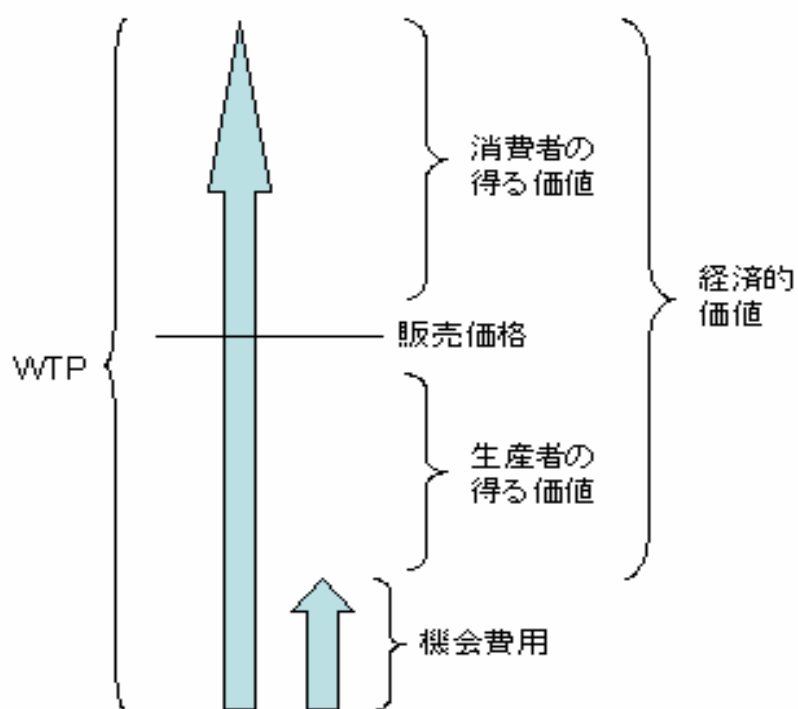 消費者の
得る価値
経済的
価値
販売価格
WTP
生産者の
得る価値
機会費用